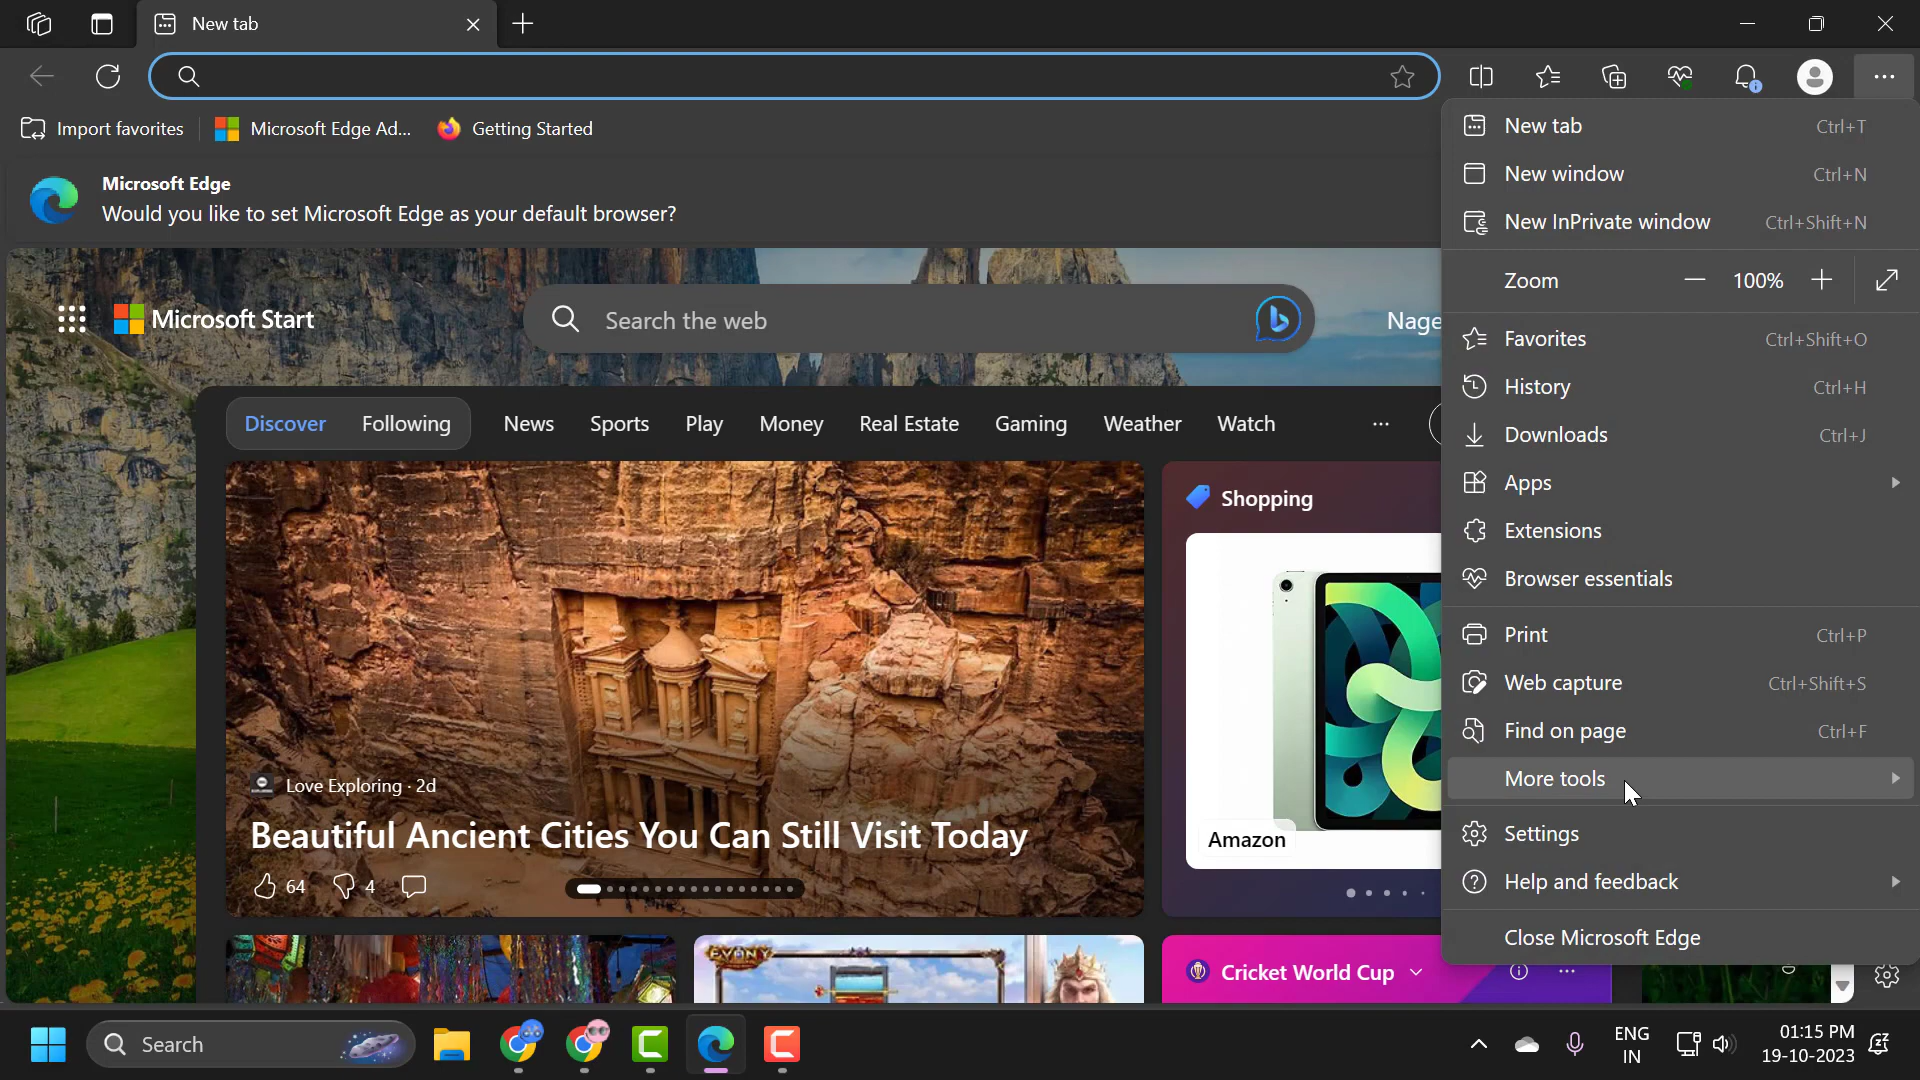 New tab
Import favorites
Microsoft Edge Ad...
Getting Started
Microsoft Edge
Would you like to set Microsoft Edge as your default browser?
Microsoft Start
Search the web
Nage
Discover
Following
News
Sports
Play
Money
Real Estate
Gaming
Weather
Watch
...
Love Exploring · 2d
Beautiful Ancient Cities You Can Still Visit Today
64
4
Shopping
Amazon
EVONY
Cricket World Cup
New tab Ctrl+T
New window Ctrl+N
New InPrivate window Ctrl+Shift+N
Zoom 100%
Favorites Ctrl+Shift+O
History Ctrl+H
Downloads Ctrl+J
Apps
Extensions
Browser essentials
Print Ctrl+P
Web capture Ctrl+Shift+S
Find on page Ctrl+F
More tools
Settings
Help and feedback
Close Microsoft Edge
Search
ENG
IN
01:15 PM
19-10-2023